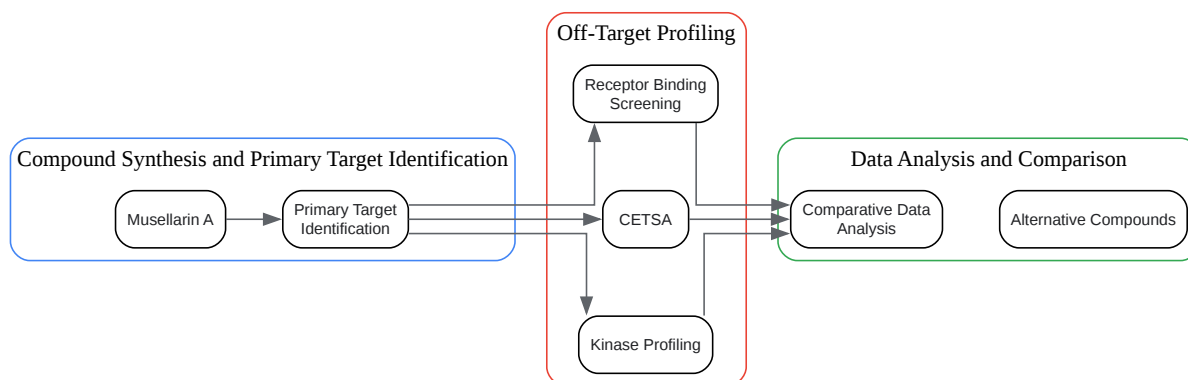 Off-Target Profiling
Receptor Binding
Screening
Compound Synthesis and Primary Target Identification
Musellarin A
Primary Target
Identification
CETSA
Kinase Profiling
Data Analysis and Comparison
Comparative Data
Analysis
Alternative Compounds